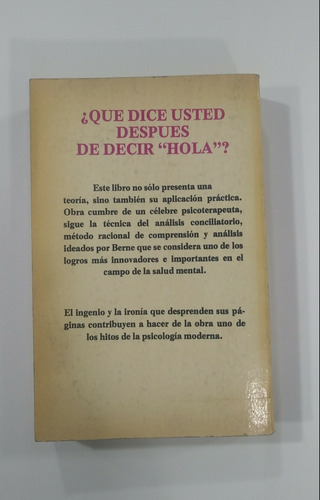 ¿QUE DICE USTED
DESPUES
DE DECIR "HOLA"?
Este libro no sólo presenta una
teoría, sino también su aplicación práctica.
Obra cumbre de un célebre psicoterapeuta,
sigue la técnica del análisis conciliatorio,
método racional de comprensión y análisis
ideados por Berne que se considera uno de los
logros más innovadores e importantes en el
campo de la salud mental.
El ingenio y la ironía que desprenden sus pá-
ginas contribuyen a hacer de la obra uno de
los hitos de la psicología moderna.